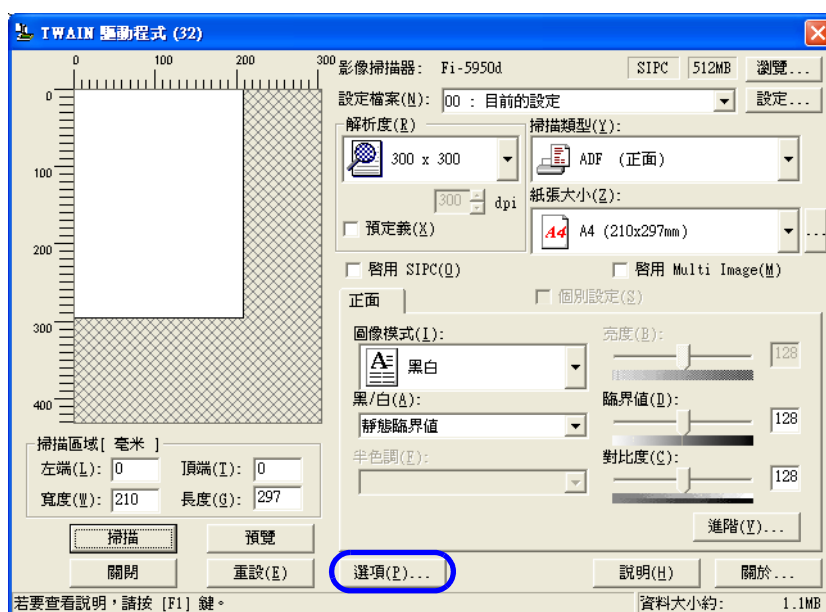 TWAIN 驅動程式 (32)
0 100 200 300
0
100
200
300
400
影像掃描器: Fi-5950d SIPC 512MB 瀏覽...
設定檔案(N): 00 : 目前的設定 設定...
解析度(R)
300 x 300
300 dpi
預定義(X)
掃描類型(Y):
ADF (正面)
紙張大小(Z):
A4 A4 (210x297mm) ...
啓用 SIPC(O) 啓用 Multi Image(M)
正面 個別設定(S)
圖像模式(I):
A 黑白
黑/白(A):
靜態臨界值
半色調(F):
亮度(B):
128
臨界值(D):
128
對比度(C):
128
進階(V)...
掃描區域[ 毫米 ]
左端(L): 0 頂端(T): 0
寬度(W): 210 長度(G): 297
掃描 預覽
關閉 重設(E) 選項(P)... 說明(H) 關於...
若要查看說明，請按 [F1] 鍵。 資料大小約: 1.1MB